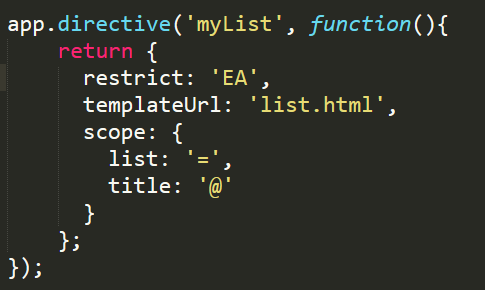 app.directive('myList', function(){
    return {
      restrict: 'EA',
      templateUrl: 'list.html',
      scope: {
        list: '=',
        title: '@'
      }
    };
});